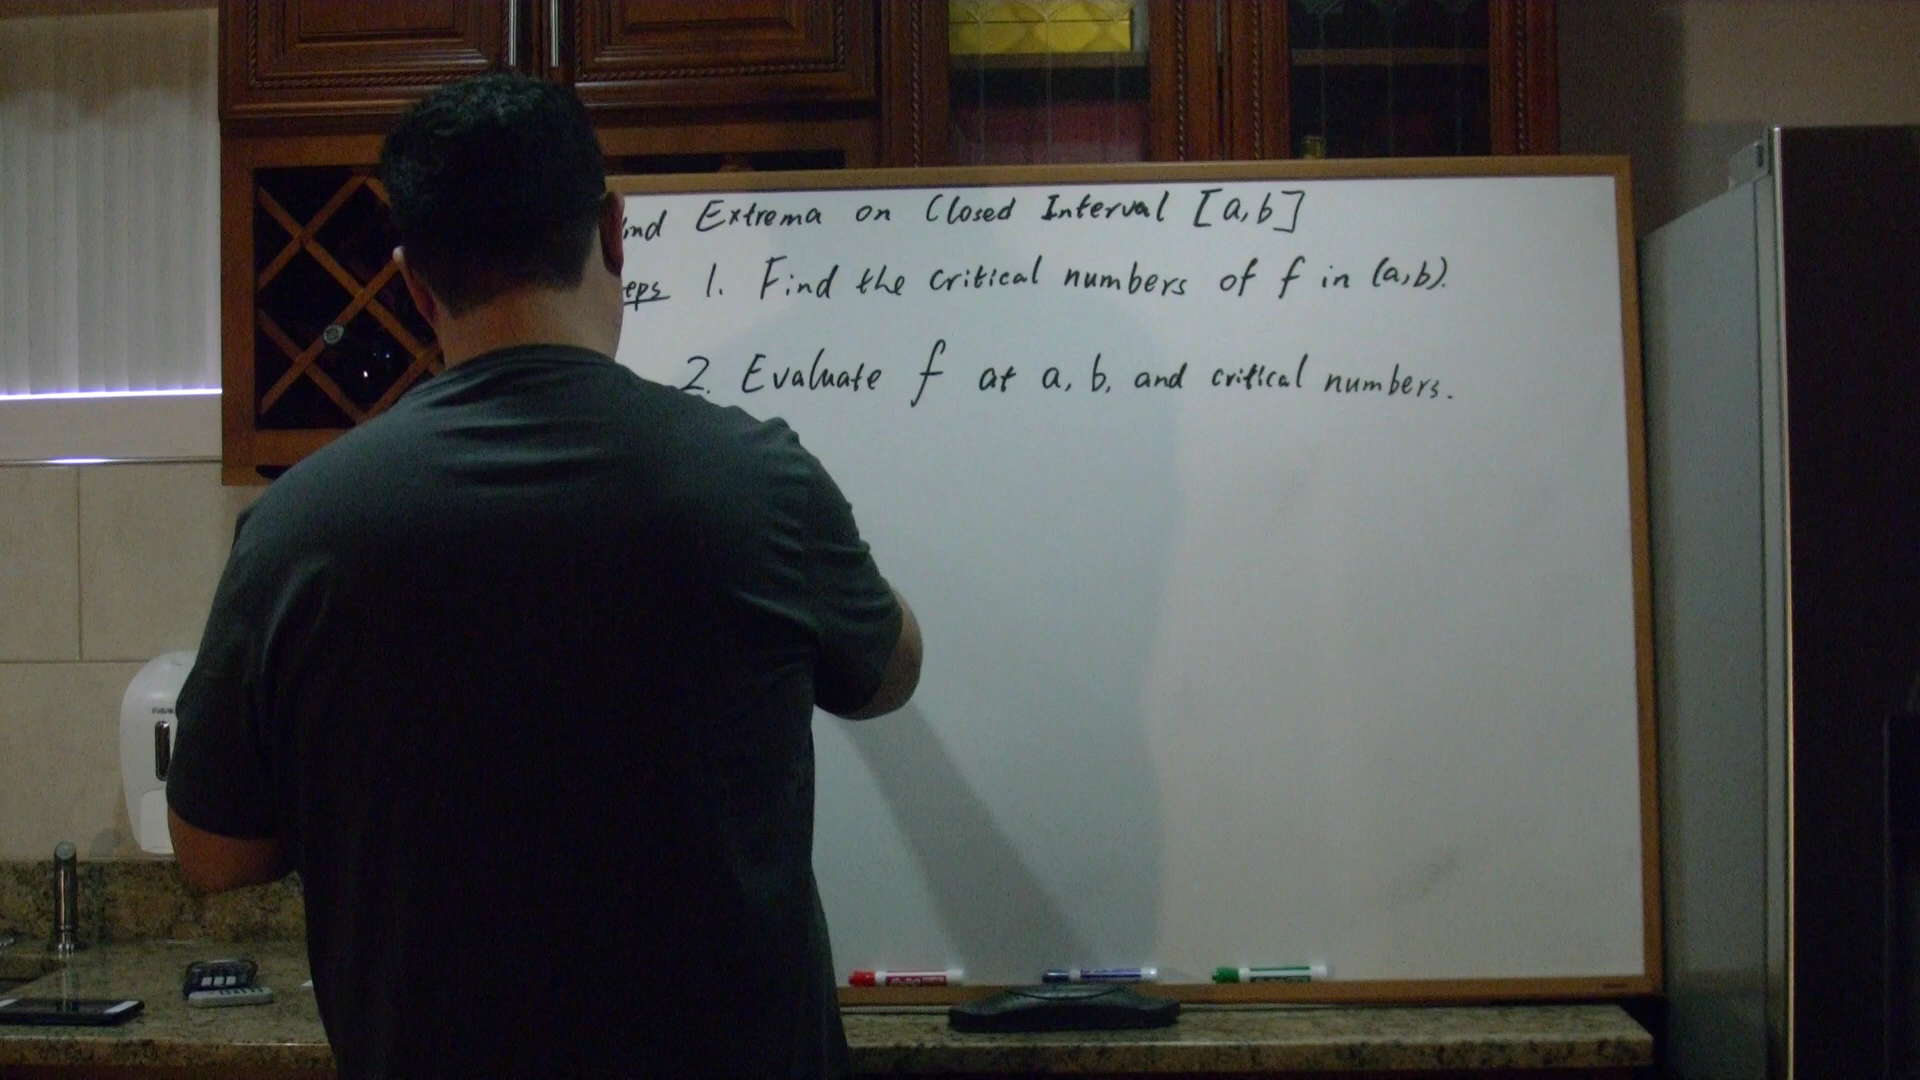 Extrema on Closed Interval [a,b]
1. Find the critical numbers of f in (a,b).
2. Evaluate f at a, b, and critical numbers.